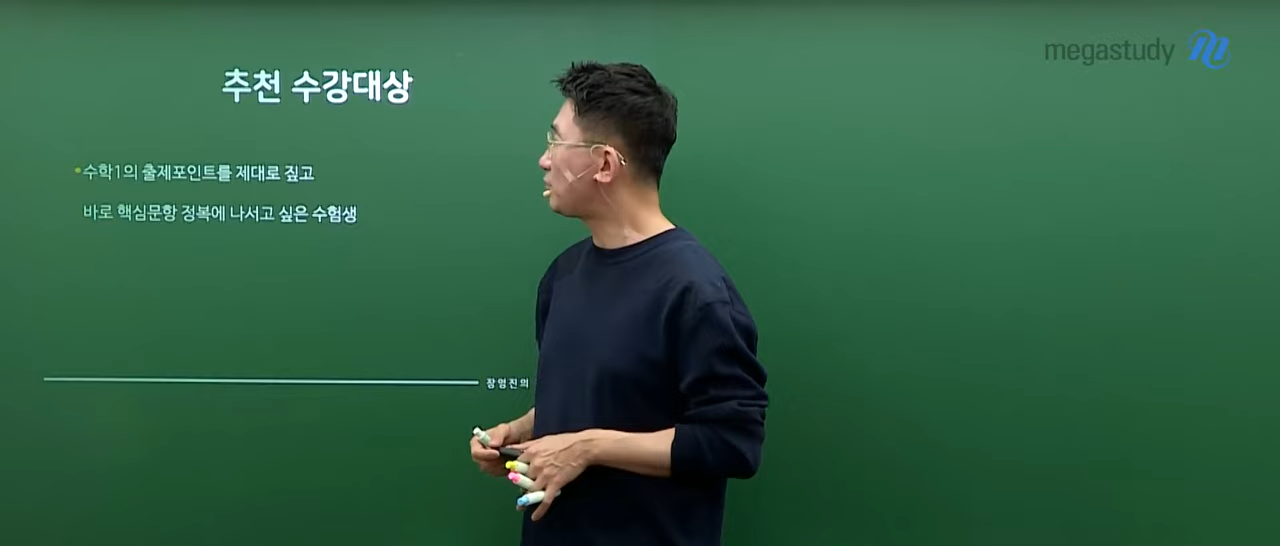 megastudy
추천 수강대상
수학1의 출제포인트를 제대로 짚고
바로 핵심문항 정복에 나서고 싶은 수험생
장영진의